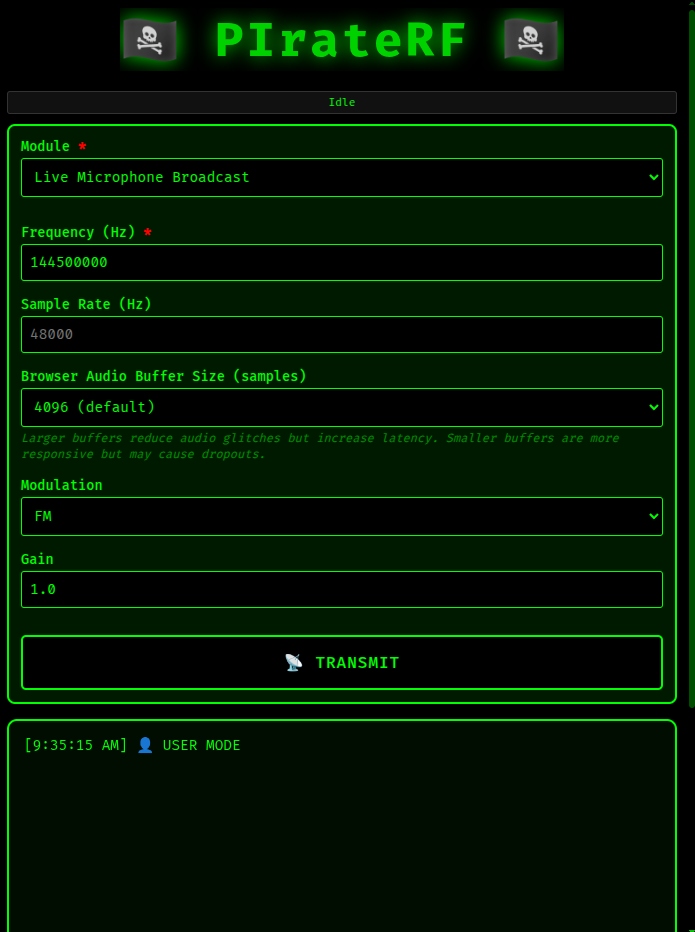 PIrateRF
Idle
Module *
Live Microphone Broadcast
Frequency (Hz) *
144500000
Sample Rate (Hz)
48000
Browser Audio Buffer Size (samples)
4096 (default)
Larger buffers reduce audio glitches but increase latency. Smaller buffers are more
responsive but may cause dropouts.
Modulation
FM
Gain
1.0
📡 TRANSMIT
[9:35:15 AM] 👤 USER MODE